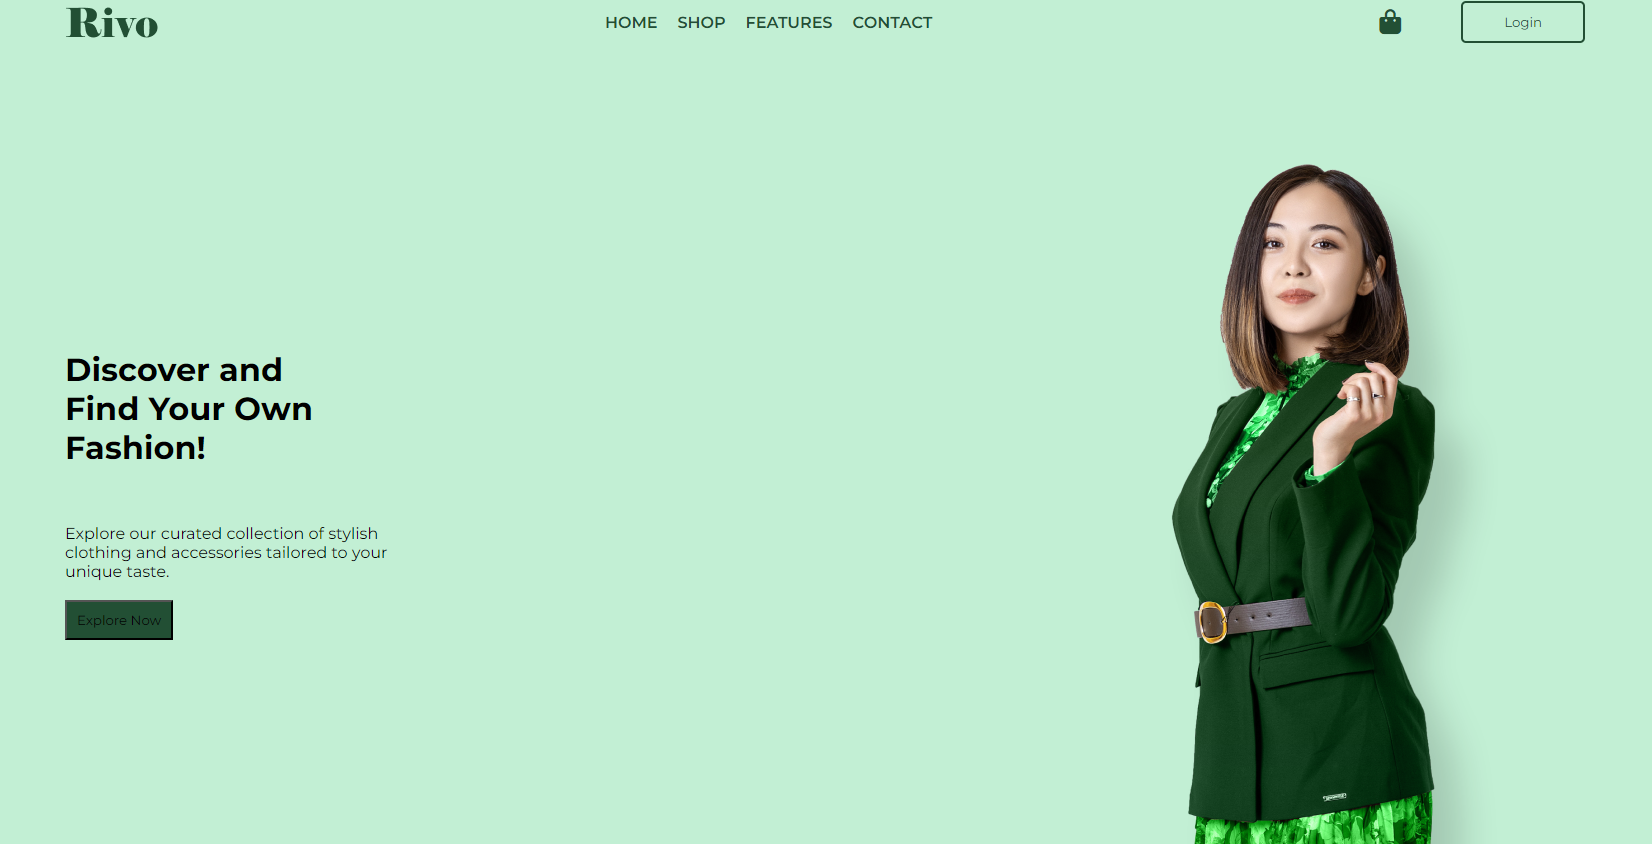 Rivo
HOME SHOP FEATURES CONTACT
Login
Discover and
Find Your Own
Fashion!
Explore our curated collection of stylish
clothing and accessories tailored to your
unique taste.
Explore Now